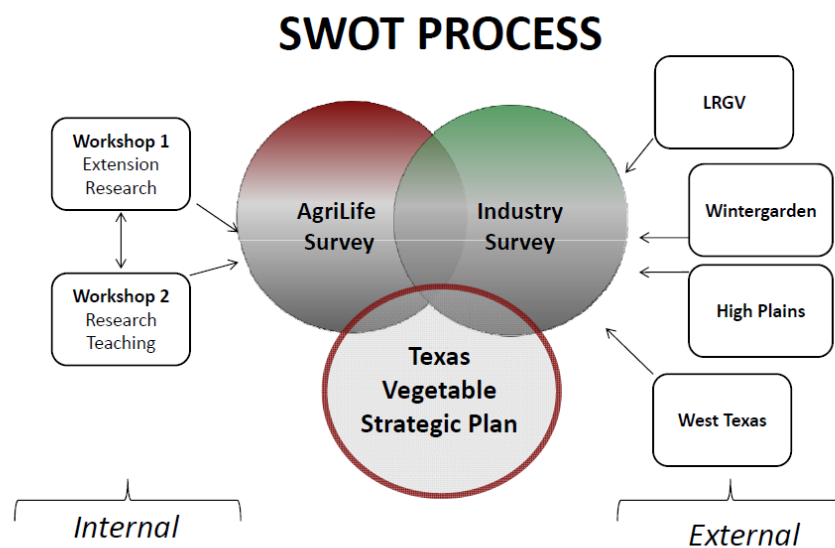 SWOT PROCESS
Workshop 1
Extension
Research
Workshop 2
Research
Teaching
AgriLife
Survey
Industry
Survey
Texas
Vegetable
Strategic Plan
LRGV
Wintergarden
High Plains
West Texas
Internal
External